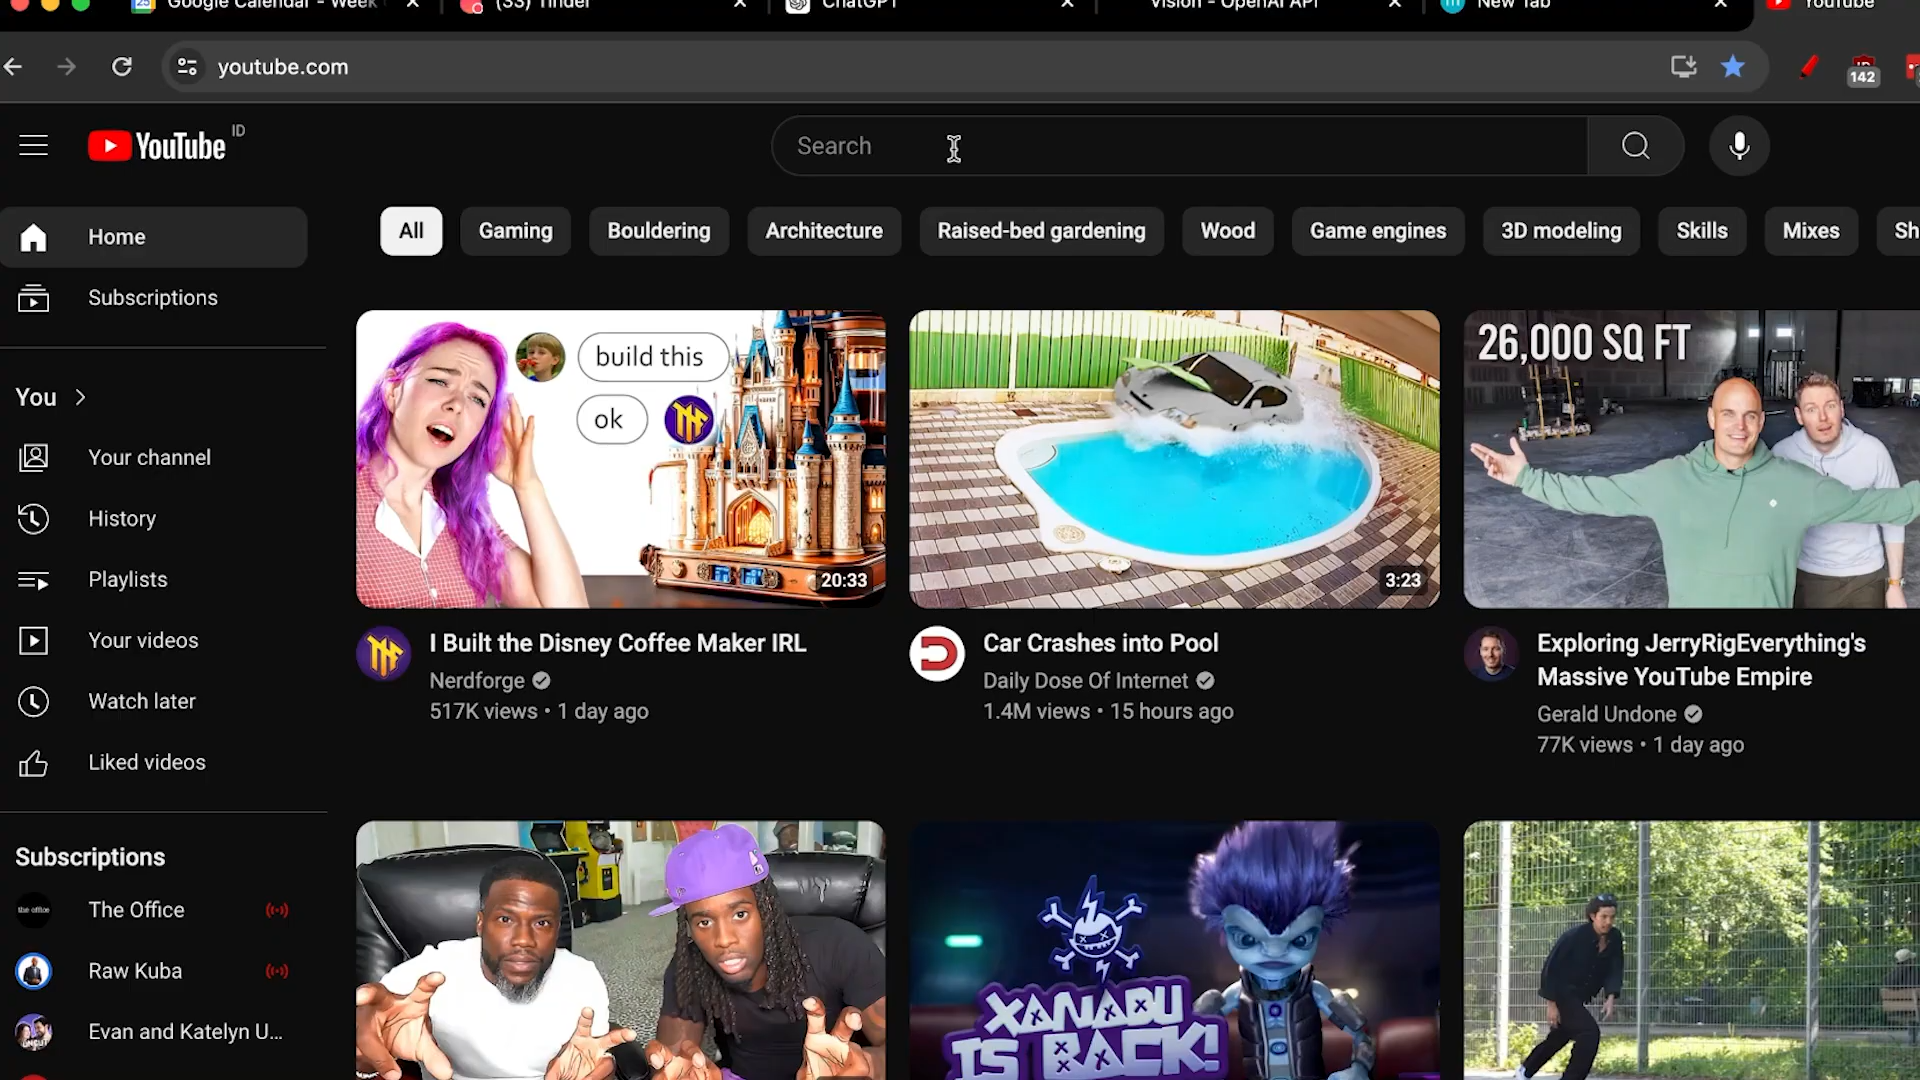 Google Calendar - Week
(33) Tinder
ChatGPT
Vision - OpenAI API
New Tab
YouTube
youtube.com
142
YouTube ID
Search
Home
Subscriptions
You
Your channel
History
Playlists
Your videos
Watch later
Liked videos
Subscriptions
The Office
Raw Kuba
Evan and Katelyn U...
All
Gaming
Bouldering
Architecture
Raised-bed gardening
Wood
Game engines
3D modeling
Skills
Mixes
Sh
build this
ok
20:33
I Built the Disney Coffee Maker IRL
Nerdforge
517K views • 1 day ago
3:23
Car Crashes into Pool
Daily Dose Of Internet
1.4M views • 15 hours ago
26,000 SQ FT
Exploring JerryRigEverything's
Massive YouTube Empire
Gerald Undone
77K views • 1 day ago
XANADU
IS BACK!